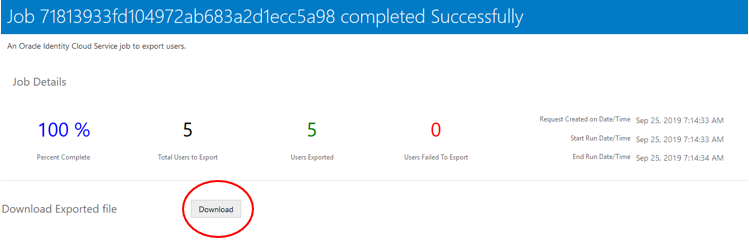 Job 71813933fd104972ab683a2d1ecc5a98 completed Successfully
An Oracle Identity Cloud Service job to export users.
Job Details
100 %
Percent Complete
5
Total Users to Export
5
Users Exported
0
Users Failed To Export
Request Created on Date/Time Sep 25, 2019 7:14:33 AM
Start Run Date/Time Sep 25, 2019 7:14:33 AM
End Run Date/Time Sep 25, 2019 7:14:34 AM
Download Exported file Download